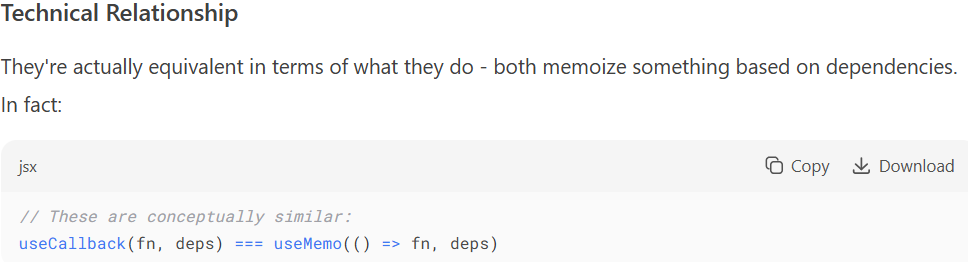 Technical Relationship
They're actually equivalent in terms of what they do - both memoize something based on dependencies.
In fact:
jsx
Copy
Download
// These are conceptually similar:
useCallback(fn, deps) === useMemo(() => fn, deps)